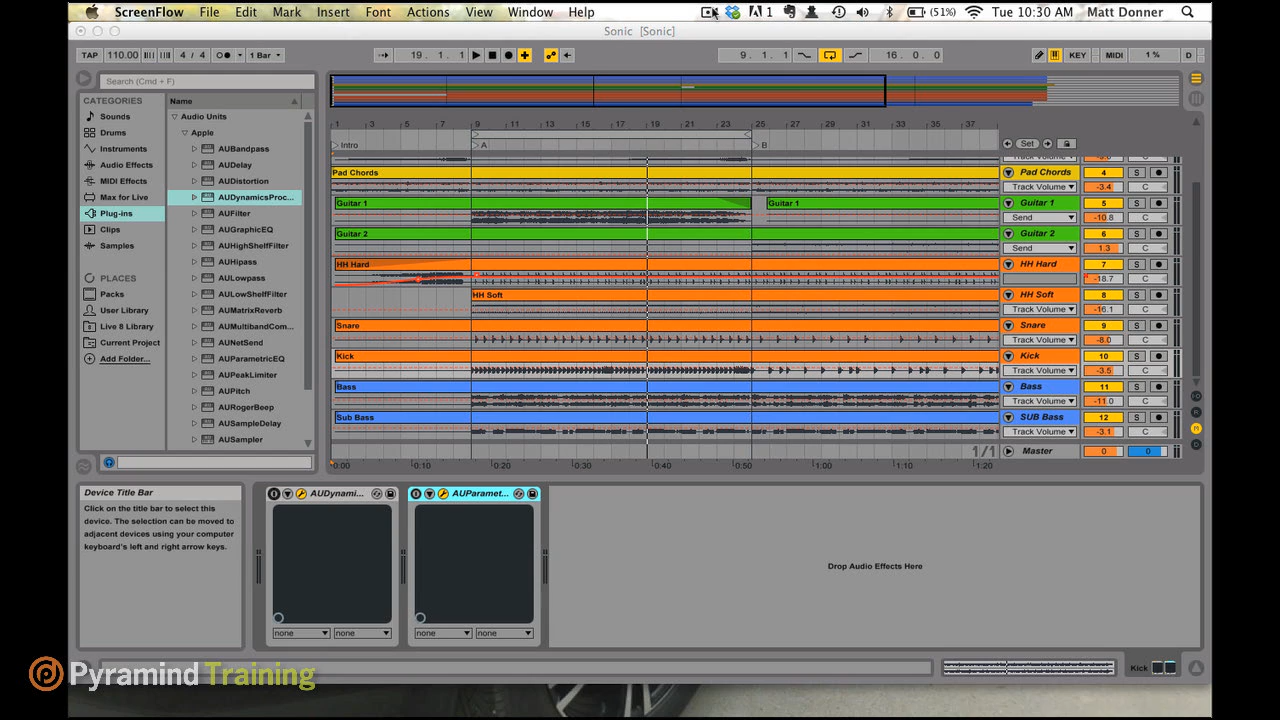 ScreenFlow File Edit Mark Insert Font Actions View Window Help 1 (51%) Tue 10:30 AM Matt Donner
Sonic [Sonic]
TAP 110.00 4 / 4 1 Bar 19. 1. 1 9. 1. 1 16. 0. 0 KEY MIDI 1 % D
Search (Cmd + F)
CATEGORIES
Sounds
Drums
Instruments
Audio Effects
MIDI Effects
Max for Live
Plug-ins
Clips
Samples
PLACES
Packs
User Library
Live 8 Library
Current Project
Add Folder...
Name
Audio Units
Apple
AUBandpass
AUDelay
AUDistortion
AUDynamicsProc...
AUFilter
AUGraphicEQ
AUHighShelfFilter
AUHipass
AULowpass
AULowShelfFilter
AUMatrixReverb
AUMultibandCom...
AUNetSend
AUParametricEQ
AUPeakLimiter
AUPitch
AURogerBeep
AUSampleDelay
AUSampler
1 3 5 7 9 11 13 15 17 19 21 23 25 27 29 31 33 35 37
Intro A B Set
Pad Chords Pad Chords 4 S
Track Volume -3.4 C
Guitar 1 Guitar 1 Guitar 1 5 S
Send -10.8 C
Guitar 2 Guitar 2 6 S
Send 1.3 C
HH Hard HH Hard 7 S
-18.7 C
HH Soft HH Soft 8 S
Track Volume -16.1 C
Snare Snare 9 S
Track Volume -8.0 C
Kick Kick 10 S
Track Volume -3.5 C
Bass Bass 11 S
Track Volume -11.0 C
Sub Bass SUB Bass 12 S
Track Volume -3.1 C
1/1 Master 0 0
0:00 0:10 0:20 0:30 0:40 0:50 1:00 1:10 1:20
Device Title Bar
Click on the title bar to select this
device. The selection can be moved to
adjacent devices using your computer
keyboard's left and right arrow keys.
AUDynami... AUParamet...
none none none none
Drop Audio Effects Here
Pyramind Training
Kick